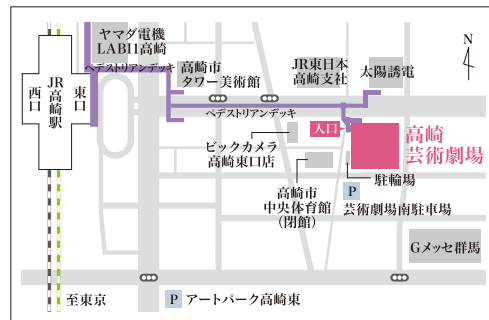 ヤマダ電機
LABI1高崎
ペデストリアンデッキ
高崎市
タワー美術館
JR東日本
高崎支社
太陽誘電
N
西口
JR高崎駅
東口
ペデストリアンデッキ
入口
高崎
芸術劇場
ビックカメラ
高崎東口店
駐輪場
高崎市
中央体育館
（閉館）
P
芸術劇場南駐車場
Gメッセ群馬
至東京
P アートパーク高崎東